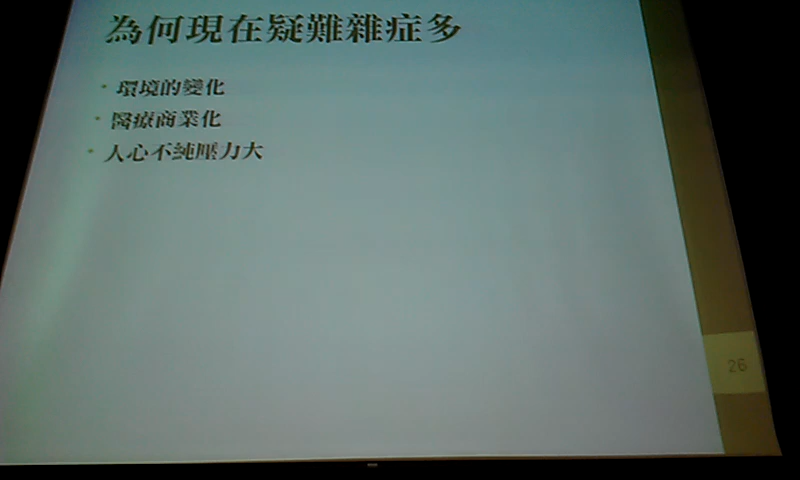 為何現在疑難雜症多
環境的變化
醫療商業化
人心不純壓力大
26